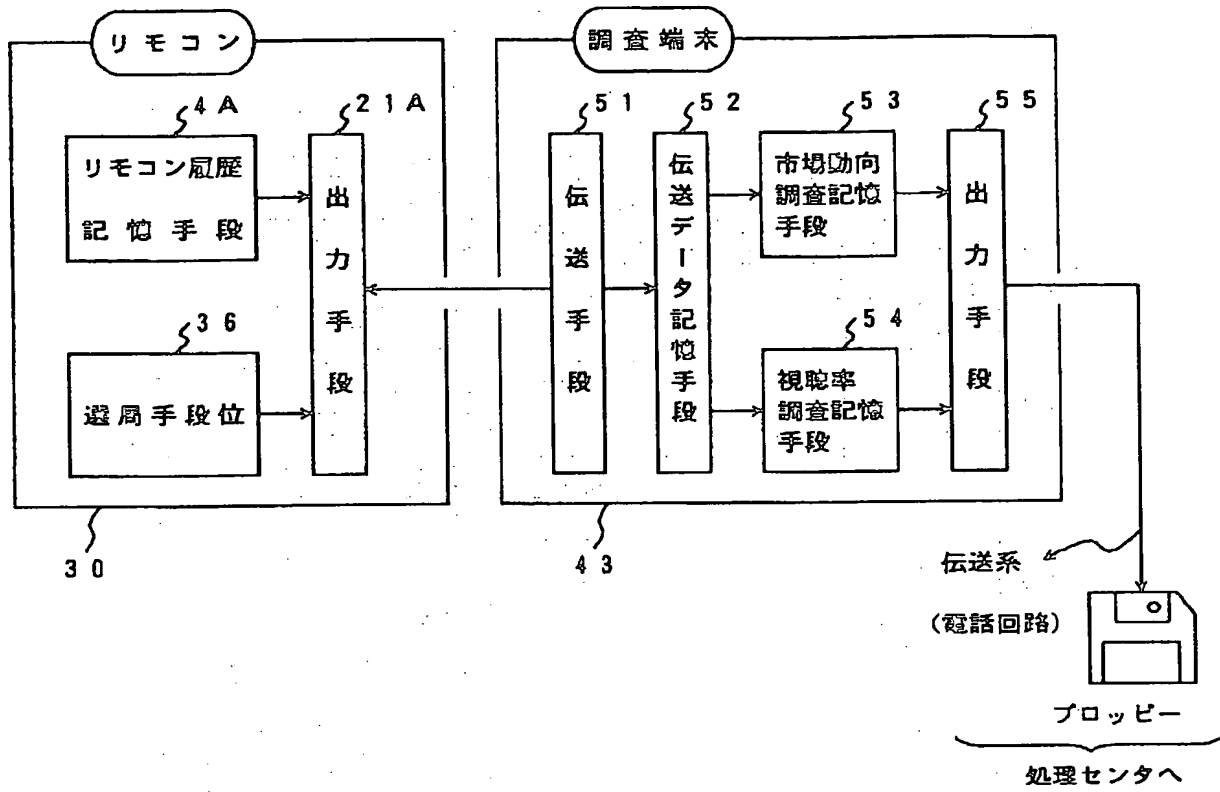 リモコン
4A
リモコン履歴
記憶手段
36
選局手段位
21A
出力手段
30
調査端末
51
伝送手段
52
伝送データ記憶手段
53
市場動向
調査記憶
手段
54
視聴率
調査記憶
手段
55
出力手段
43
伝送系
(電話回路)
プロッピー
処理センタへ